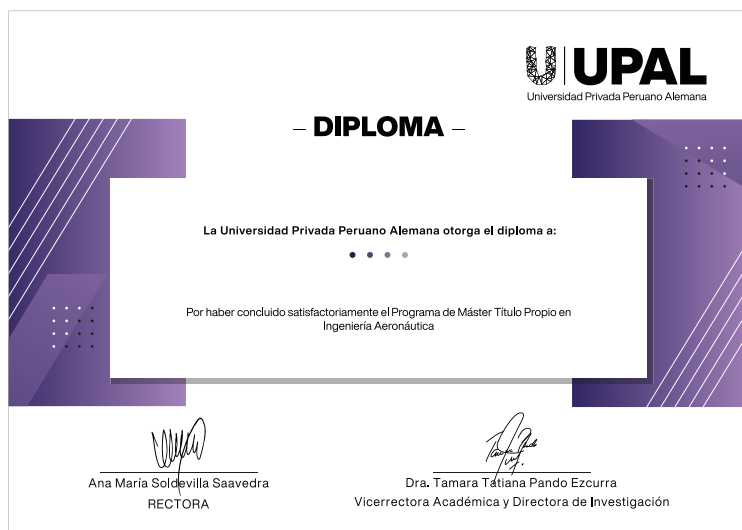 UPAL
Universidad Privada Peruano Alemana
– DIPLOMA –
La Universidad Privada Peruano Alemana otorga el diploma a:
Por haber concluido satisfactoriamente el Programa de Máster Título Propio en
Ingeniería Aeronáutica
Ana María Soldevilla Saavedra
RECTORA
Dra. Tamara Tatiana Pando Ezcurra
Vicerrectora Académica y Directora de Investigación